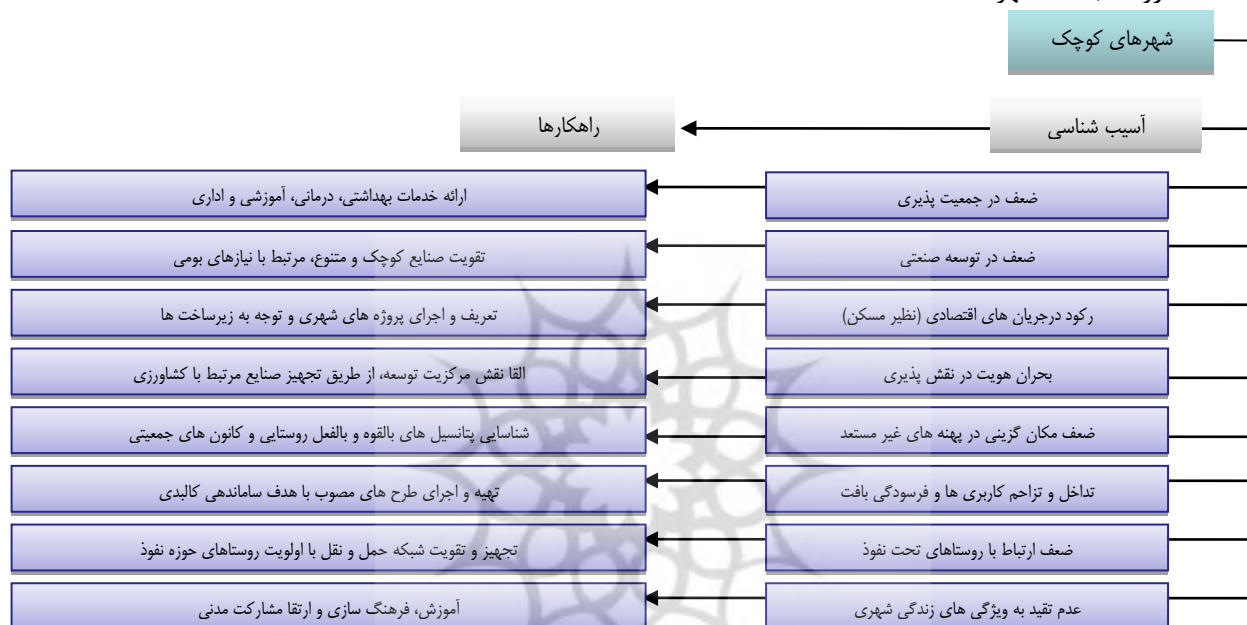 شهرهای کوچک
آسیب شناسی
راهکارها
ضعف در جمعیت پذیری
ارائه خدمات بهداشتی، درمانی، آموزشی و اداری
ضعف در توسعه صنعتی
تقویت صنایع کوچک و متنوع، مرتبط با نیازهای بومی
رکود درجریان های اقتصادی (نظیر مسکن)
تعریف و اجرای پروژه های شهری و توجه به زیرساخت ها
بحران هویت در نقش پذیری
القا نقش مرکزیت توسعه، از طریق تجهیز صنایع مرتبط با کشاورزی
ضعف مکان گزینی در پهنه های غیر مستعد
شناسایی پتانسیل های بالقوه و بالفعل روستایی و کانون های جمعیتی
تداخل و تزاحم کاربری ها و فرسودگی بافت
تهیه و اجرای طرح های مصوب با هدف ساماندهی کالبدی
ضعف ارتباط با روستاهای تحت نفوذ
تجهیز و تقویت شبکه حمل و نقل با اولویت روستاهای حوزه نفوذ
عدم تقید به ویژگی های زندگی شهری
آموزش، فرهنگ سازی و ارتقا مشارکت مدنی